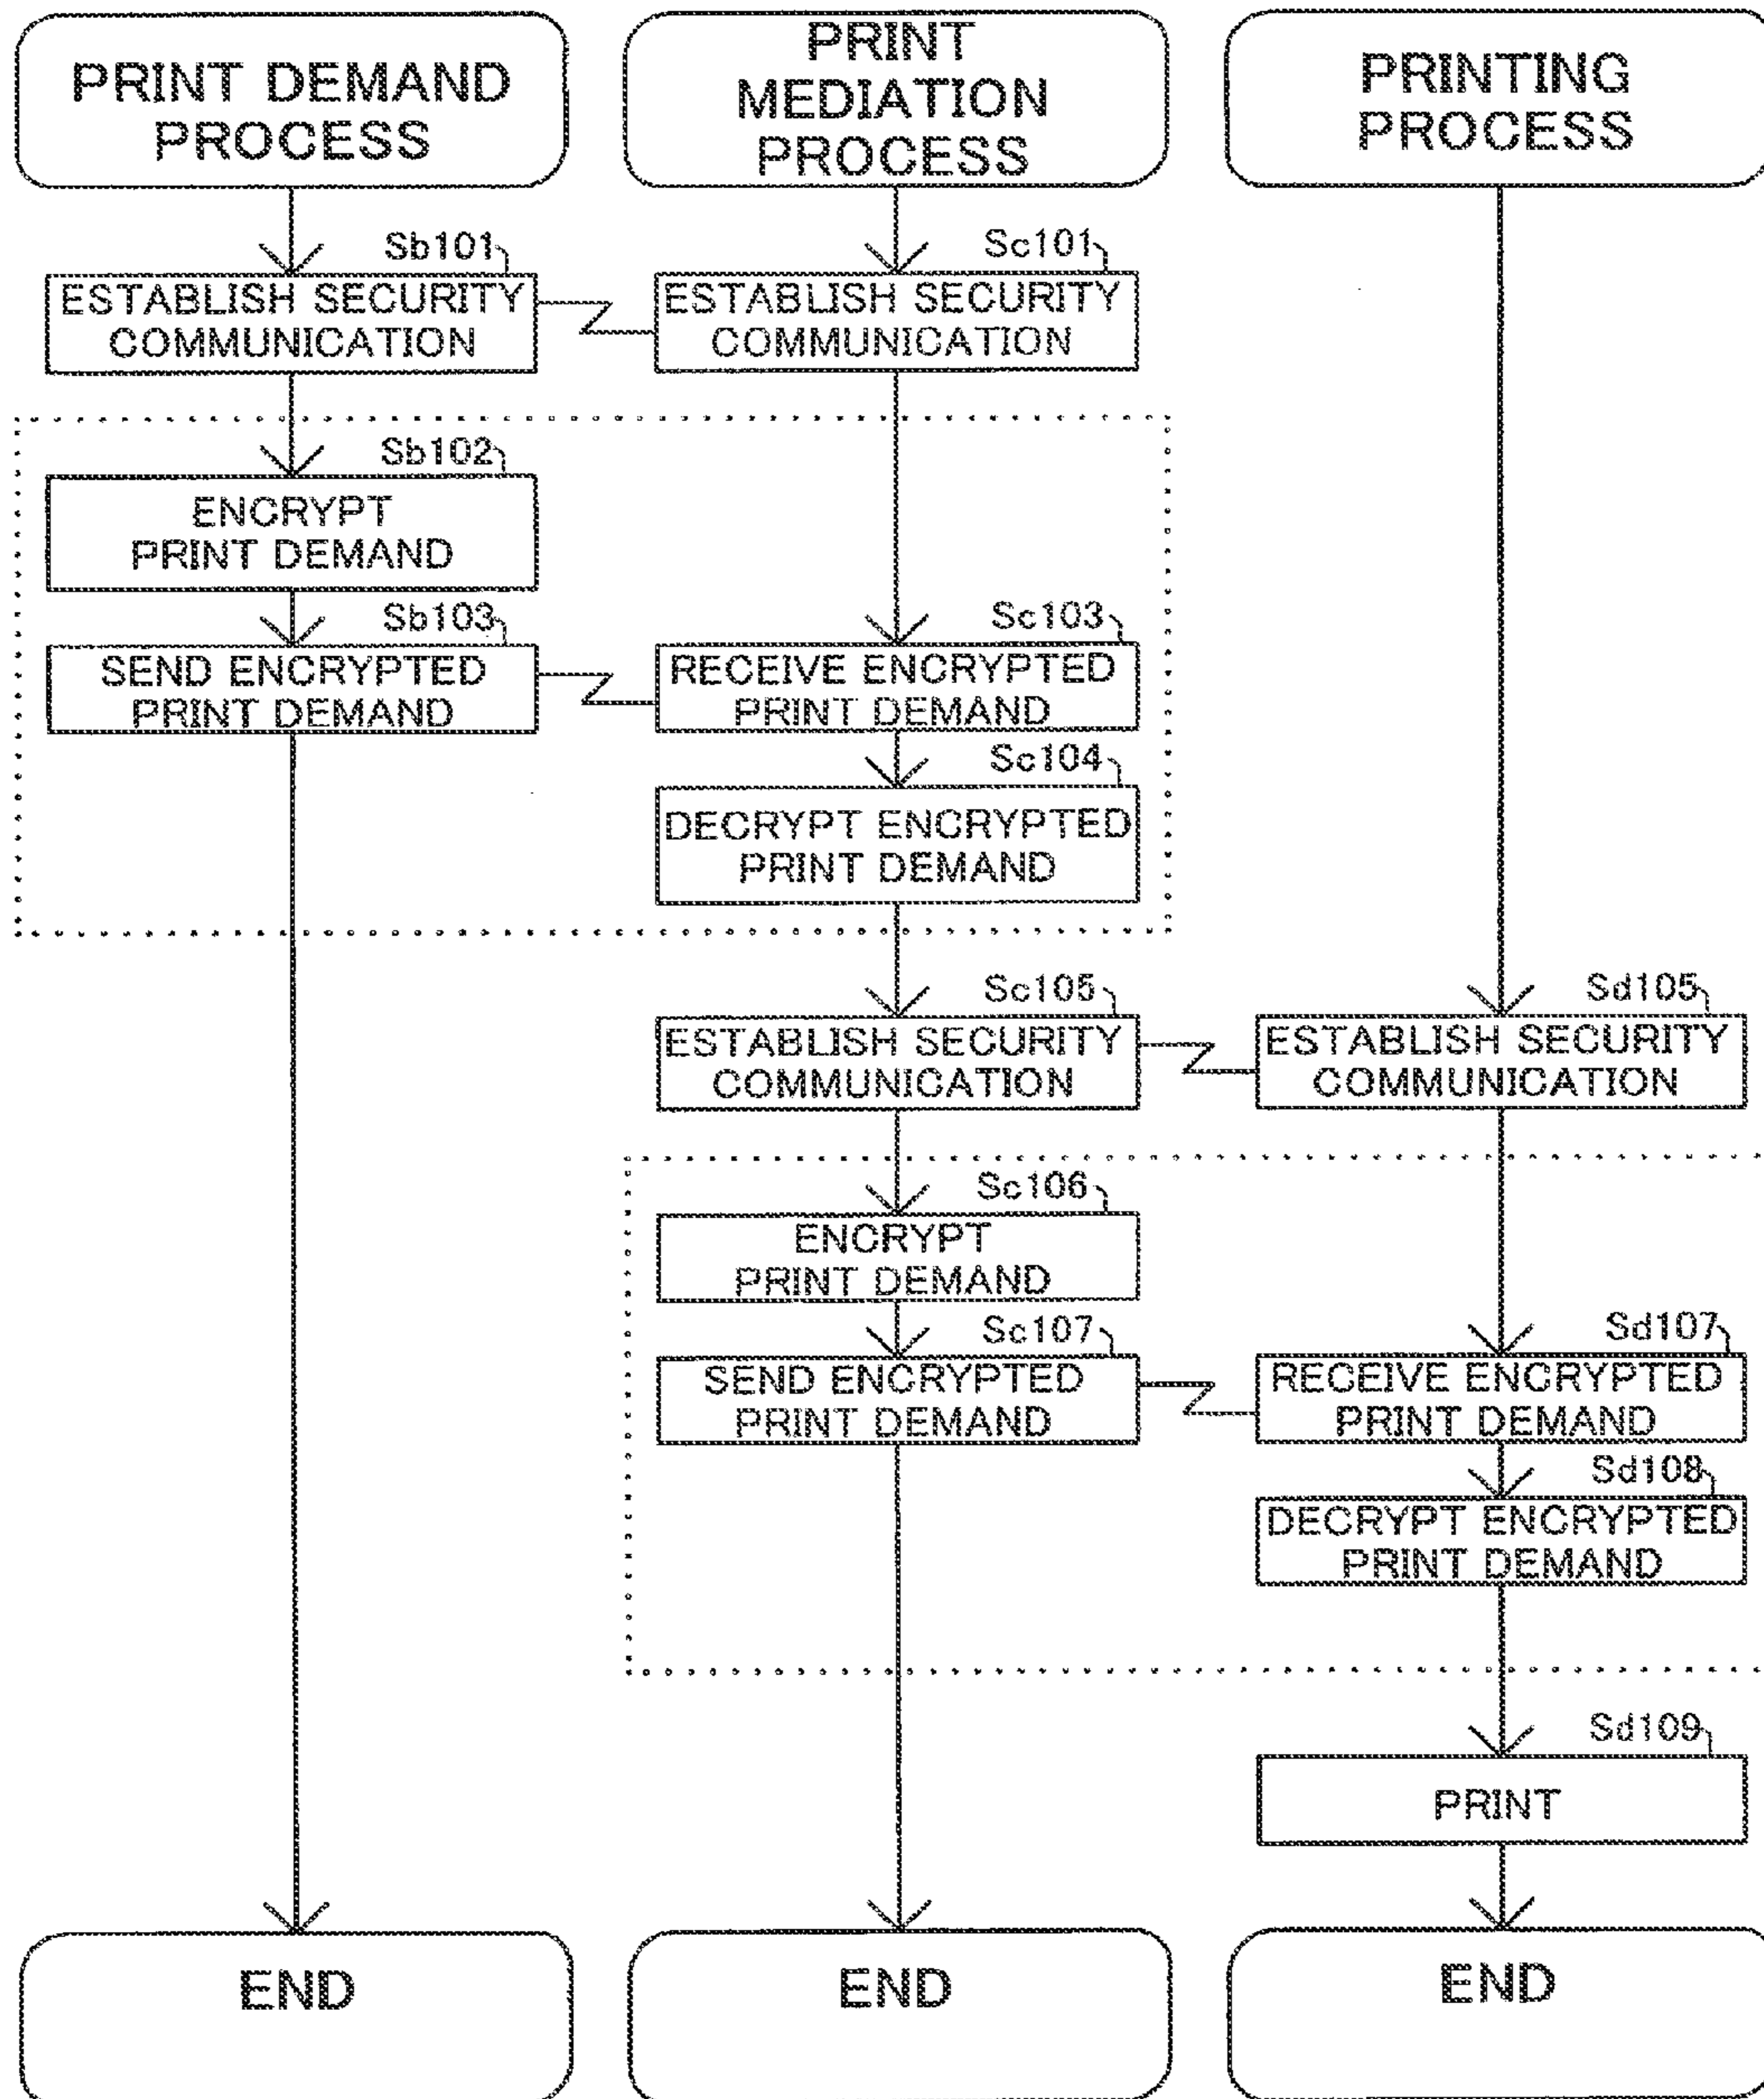 PRINT DEMAND
PROCESS
PRINT
MEDIATION
PROCESS
PRINTING
PROCESS
Sb101
ESTABLISH SECURITY
COMMUNICATION
Sc101
ESTABLISH SECURITY
COMMUNICATION
Sb102
ENCRYPT
PRINT DEMAND
Sb103
SEND ENCRYPTED
PRINT DEMAND
Sc103
RECEIVE ENCRYPTED
PRINT DEMAND
Sc104
DECRYPT ENCRYPTED
PRINT DEMAND
Sc105
ESTABLISH SECURITY
COMMUNICATION
Sd105
ESTABLISH SECURITY
COMMUNICATION
Sc106
ENCRYPT
PRINT DEMAND
Sc107
SEND ENCRYPTED
PRINT DEMAND
Sd107
RECEIVE ENCRYPTED
PRINT DEMAND
Sd108
DECRYPT ENCRYPTED
PRINT DEMAND
Sd109
PRINT
END
END
END